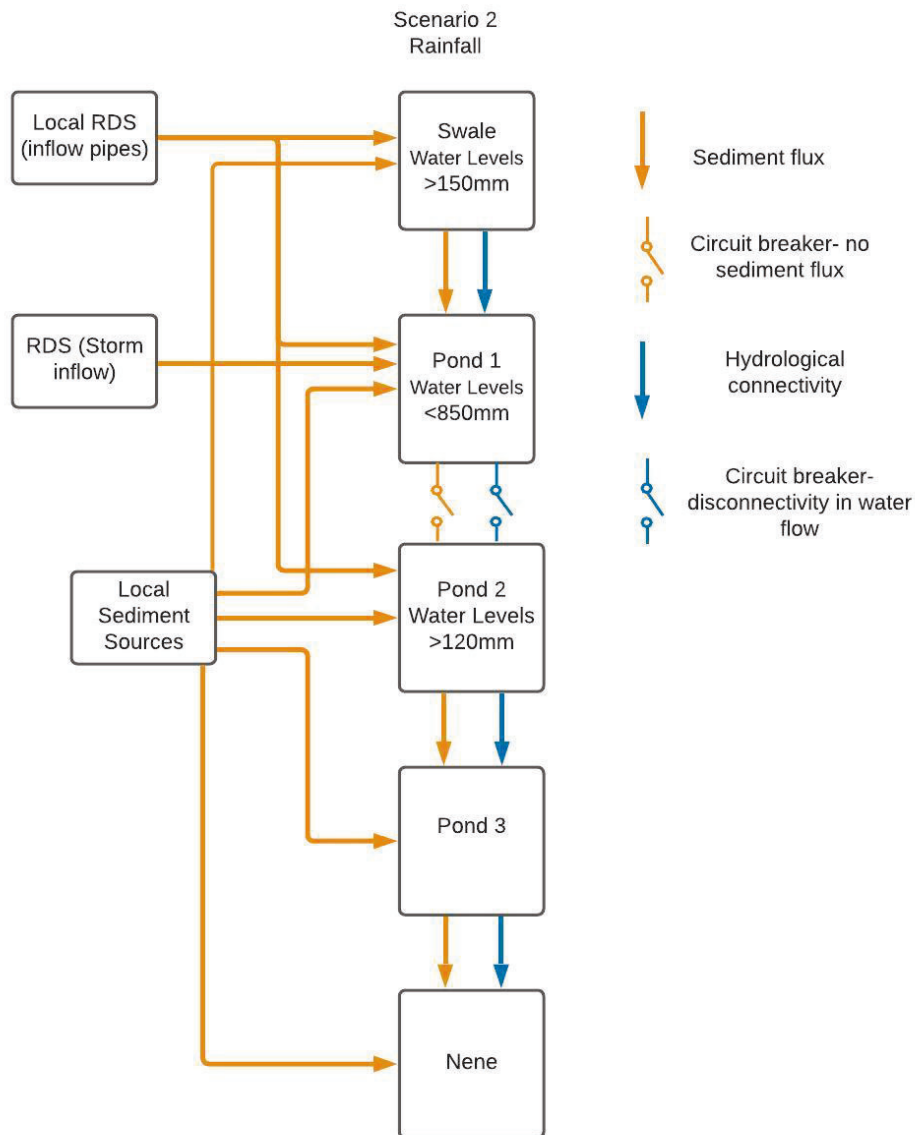 Scenario 2
Rainfall
Local RDS
(inflow pipes)
Swale
Water Levels
>150mm
Sediment flux
Circuit breaker- no
sediment flux
RDS (Storm
inflow)
Pond 1
Water Levels
<850mm
Hydrological
connectivity
Circuit breaker-
disconnectivity in water
flow
Local
Sediment
Sources
Pond 2
Water Levels
>120mm
Pond 3
Nene